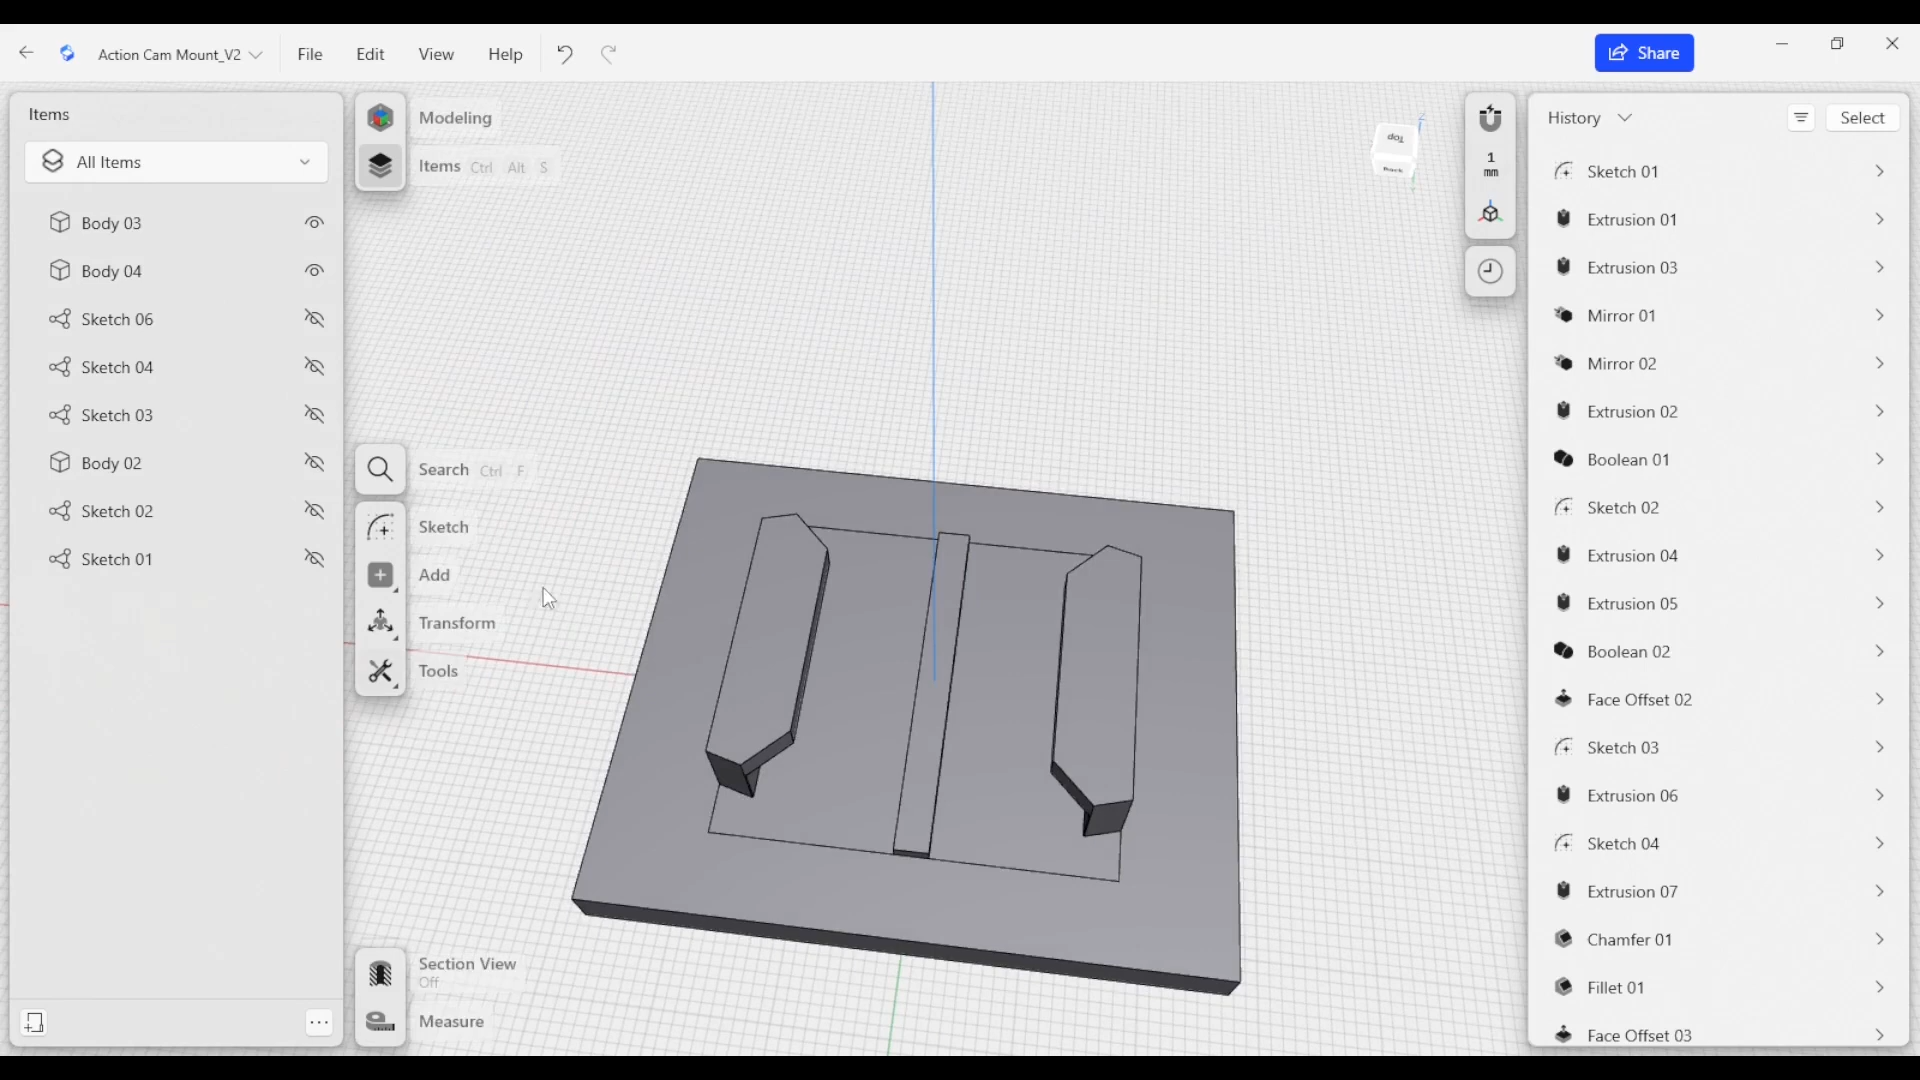 Action Cam Mount_V2
File
Edit
View
Help
Share
Items
All Items
Body 03
Body 04
Sketch 06
Sketch 04
Sketch 03
Body 02
Sketch 02
Sketch 01
Modeling
Items Ctrl Alt S
Search Ctrl F
Sketch
Add
Transform
Tools
Section View
Off
Measure
Z
Top
Back
1
mm
History
Select
Sketch 01
Extrusion 01
Extrusion 03
Mirror 01
Mirror 02
Extrusion 02
Boolean 01
Sketch 02
Extrusion 04
Extrusion 05
Boolean 02
Face Offset 02
Sketch 03
Extrusion 06
Sketch 04
Extrusion 07
Chamfer 01
Fillet 01
Face Offset 03